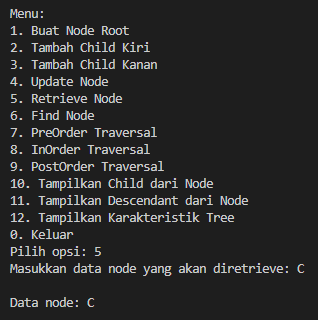 Menu:
1. Buat Node Root
2. Tambah Child Kiri
3. Tambah Child Kanan
4. Update Node
5. Retrieve Node
6. Find Node
7. PreOrder Traversal
8. InOrder Traversal
9. PostOrder Traversal
10. Tampilkan Child dari Node
11. Tampilkan Descendant dari Node
12. Tampilkan Karakteristik Tree
0. Keluar
Pilih opsi: 5
Masukkan data node yang akan diretrieve: C
Data node: C